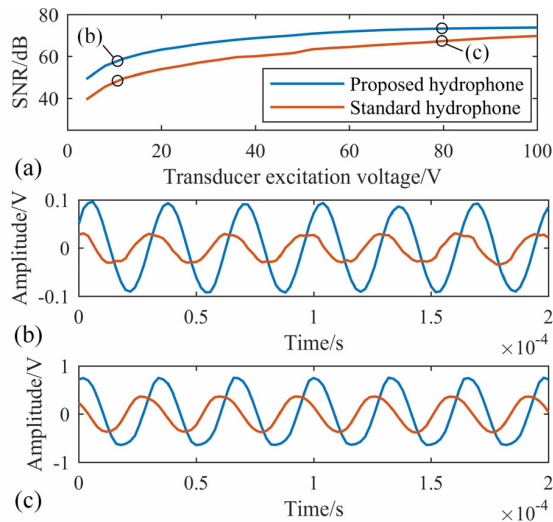 80
60
40
SNR/dB
(b)
(c)
Proposed hydrophone
Standard hydrophone
0 20 40 60 80 100
(a)
Transducer excitation voltage/V
0.1
0
-0.1
Amplitude/V
0 0.5 1 1.5 2
(b)
Time/s
×10⁻⁴
1
0
-1
Amplitude/V
0 0.5 1 1.5 2
(c)
Time/s
×10⁻⁴